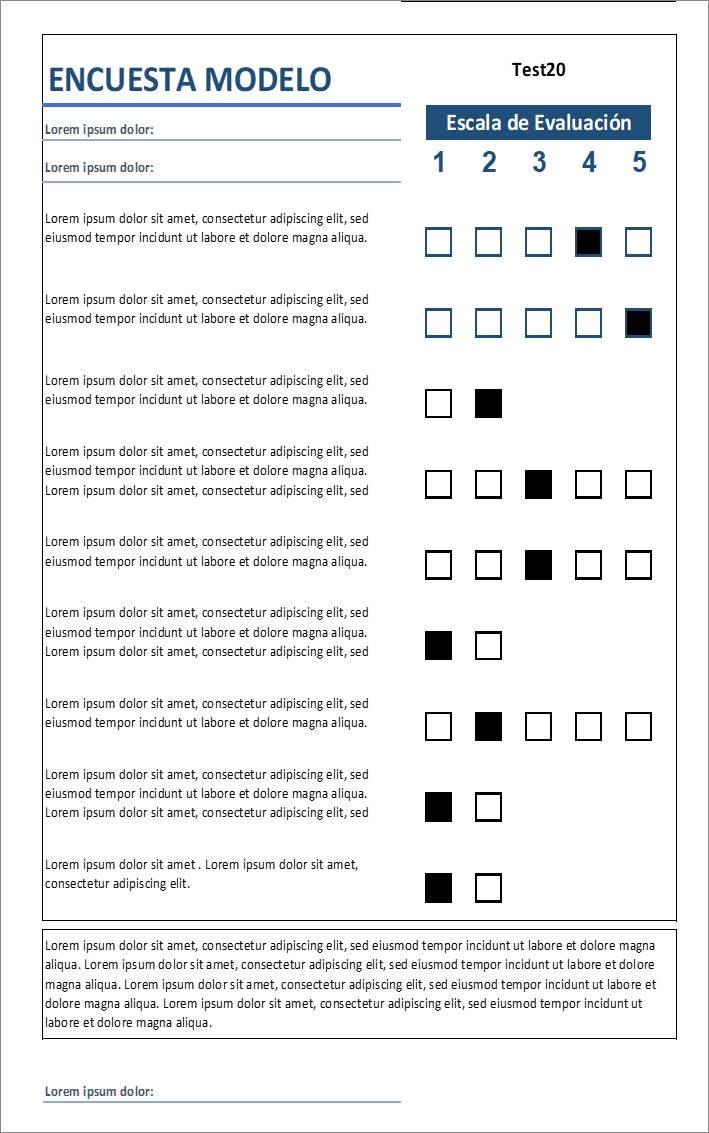 ENCUESTA MODELO
Test20
Lorem ipsum dolor:
Escala de Evaluación
Lorem ipsum dolor:
1 2 3 4 5
Lorem ipsum dolor sit amet, consectetur adipiscing elit, sed
eiusmod tempor incidunt ut labore et dolore magna aliqua.
Lorem ipsum dolor sit amet, consectetur adipiscing elit, sed
eiusmod tempor incidunt ut labore et dolore magna aliqua.
Lorem ipsum dolor sit amet, consectetur adipiscing elit, sed
eiusmod tempor incidunt ut labore et dolore magna aliqua.
Lorem ipsum dolor sit amet, consectetur adipiscing elit, sed
eiusmod tempor incidunt ut labore et dolore magna aliqua.
Lorem ipsum dolor sit amet, consectetur adipiscing elit, sed
Lorem ipsum dolor sit amet, consectetur adipiscing elit, sed
eiusmod tempor incidunt ut labore et dolore magna aliqua.
Lorem ipsum dolor sit amet, consectetur adipiscing elit, sed
eiusmod tempor incidunt ut labore et dolore magna aliqua.
Lorem ipsum dolor sit amet, consectetur adipiscing elit, sed
Lorem ipsum dolor sit amet, consectetur adipiscing elit, sed
eiusmod tempor incidunt ut labore et dolore magna aliqua.
Lorem ipsum dolor sit amet, consectetur adipiscing elit, sed
eiusmod tempor incidunt ut labore et dolore magna aliqua.
Lorem ipsum dolor sit amet, consectetur adipiscing elit, sed
Lorem ipsum dolor sit amet . Lorem ipsum dolor sit amet,
consectetur adipiscing elit.
Lorem ipsum dolor sit amet, consectetur adipiscing elit, sed eiusmod tempor incidunt ut labore et dolore magna
aliqua. Lorem ipsum dolor sit amet, consectetur adipiscing elit, sed eiusmod tempor incidunt ut labore et dolore
magna aliqua. Lorem ipsum dolor sit amet, consectetur adipiscing elit, sed eiusmod tempor incidunt ut labore et
dolore magna aliqua. Lorem ipsum dolor sit amet, consectetur adipiscing elit, sed eiusmod tempor incidunt ut
labore et dolore magna aliqua.
Lorem ipsum dolor: